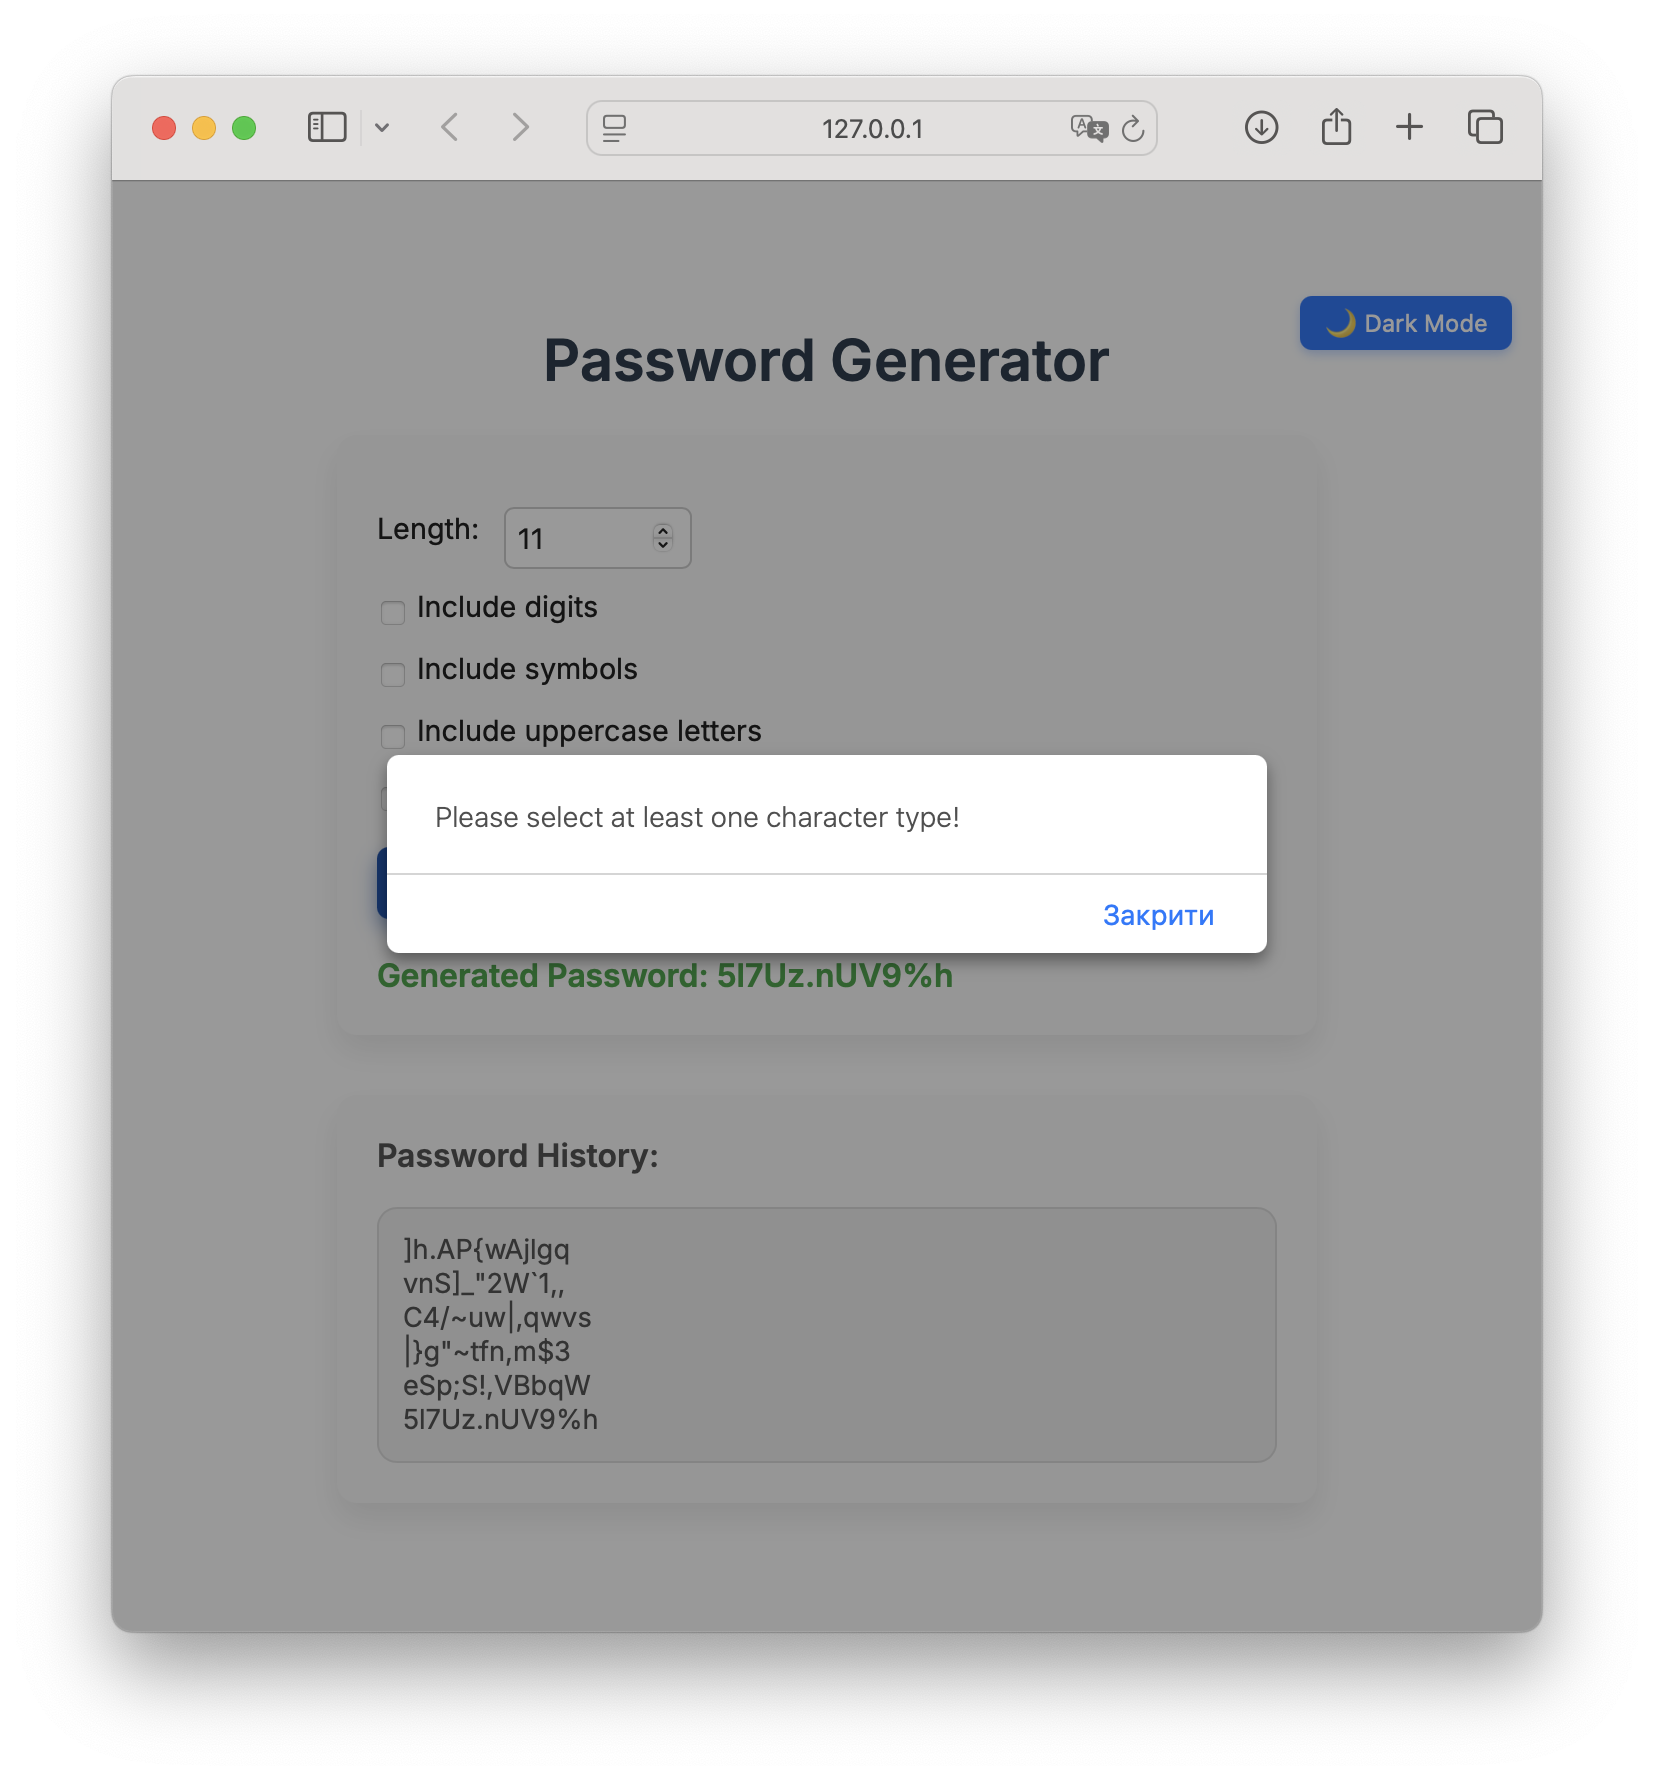 127.0.0.1
🌙 Dark Mode
Password Generator
Length: 11
Include digits
Include symbols
Include uppercase letters
Please select at least one character type!
Закрити
Generated Password: 5l7Uz.nUV9%h
Password History:
]h.AP{wAjlgq
vnS]_"2W`1,,
C4/~uw|,qwvs
|}g"~tfn,m$3
eSp;S!,VBbqW
5l7Uz.nUV9%h